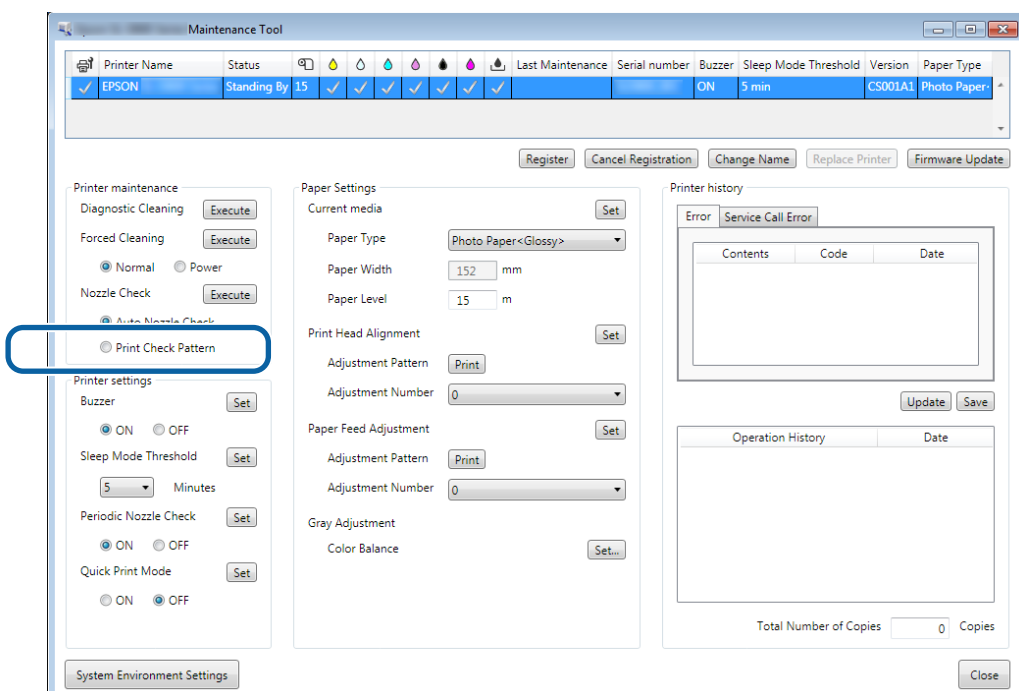 Maintenance Tool
Printer Name Status Last Maintenance Serial number Buzzer Sleep Mode Threshold Version Paper Type
EPSON Standing By 15 ON 5 min CS001A1 Photo Paper
Register Cancel Registration Change Name Replace Printer Firmware Update
Printer maintenance
Diagnostic Cleaning Execute
Forced Cleaning Execute
Normal Power
Nozzle Check Execute
Auto Nozzle Check
Print Check Pattern
Printer settings
Buzzer Set
ON OFF
Sleep Mode Threshold Set
5 Minutes
Periodic Nozzle Check Set
ON OFF
Quick Print Mode Set
ON OFF
Paper Settings
Current media Set
Paper Type Photo Paper<Glossy>
Paper Width 152 mm
Paper Level 15 m
Print Head Alignment Set
Adjustment Pattern Print
Adjustment Number 0
Paper Feed Adjustment Set
Adjustment Pattern Print
Adjustment Number 0
Gray Adjustment
Color Balance Set...
Printer history
Error Service Call Error
Contents Code Date
Update Save
Operation History Date
Total Number of Copies 0 Copies
System Environment Settings Close